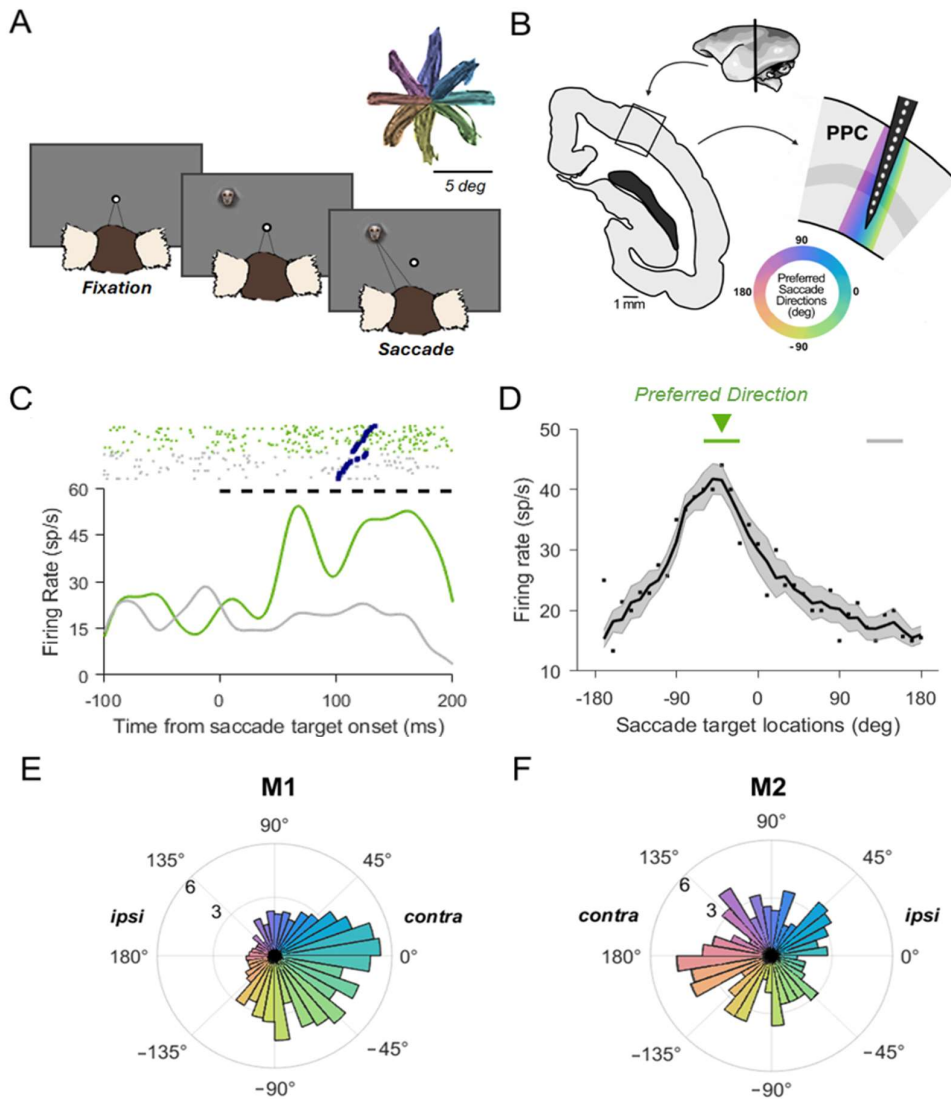 A
5 deg
Fixation
Saccade
B
PPC
1 mm
90
180
Preferred
Saccade
Directions
(deg)
0
-90
C
60
45
30
15
0
Firing Rate (sp/s)
-100
0
100
200
Time from saccade target onset (ms)
D
Preferred Direction
50
40
30
20
10
Firing rate (sp/s)
-180
-90
0
90
180
Saccade target locations (deg)
E
M1
90°
135°
45°
6
3
ipsi
contra
180°
0°
−135°
−45°
−90°
F
M2
90°
135°
45°
6
3
contra
ipsi
180°
0°
−135°
−45°
−90°